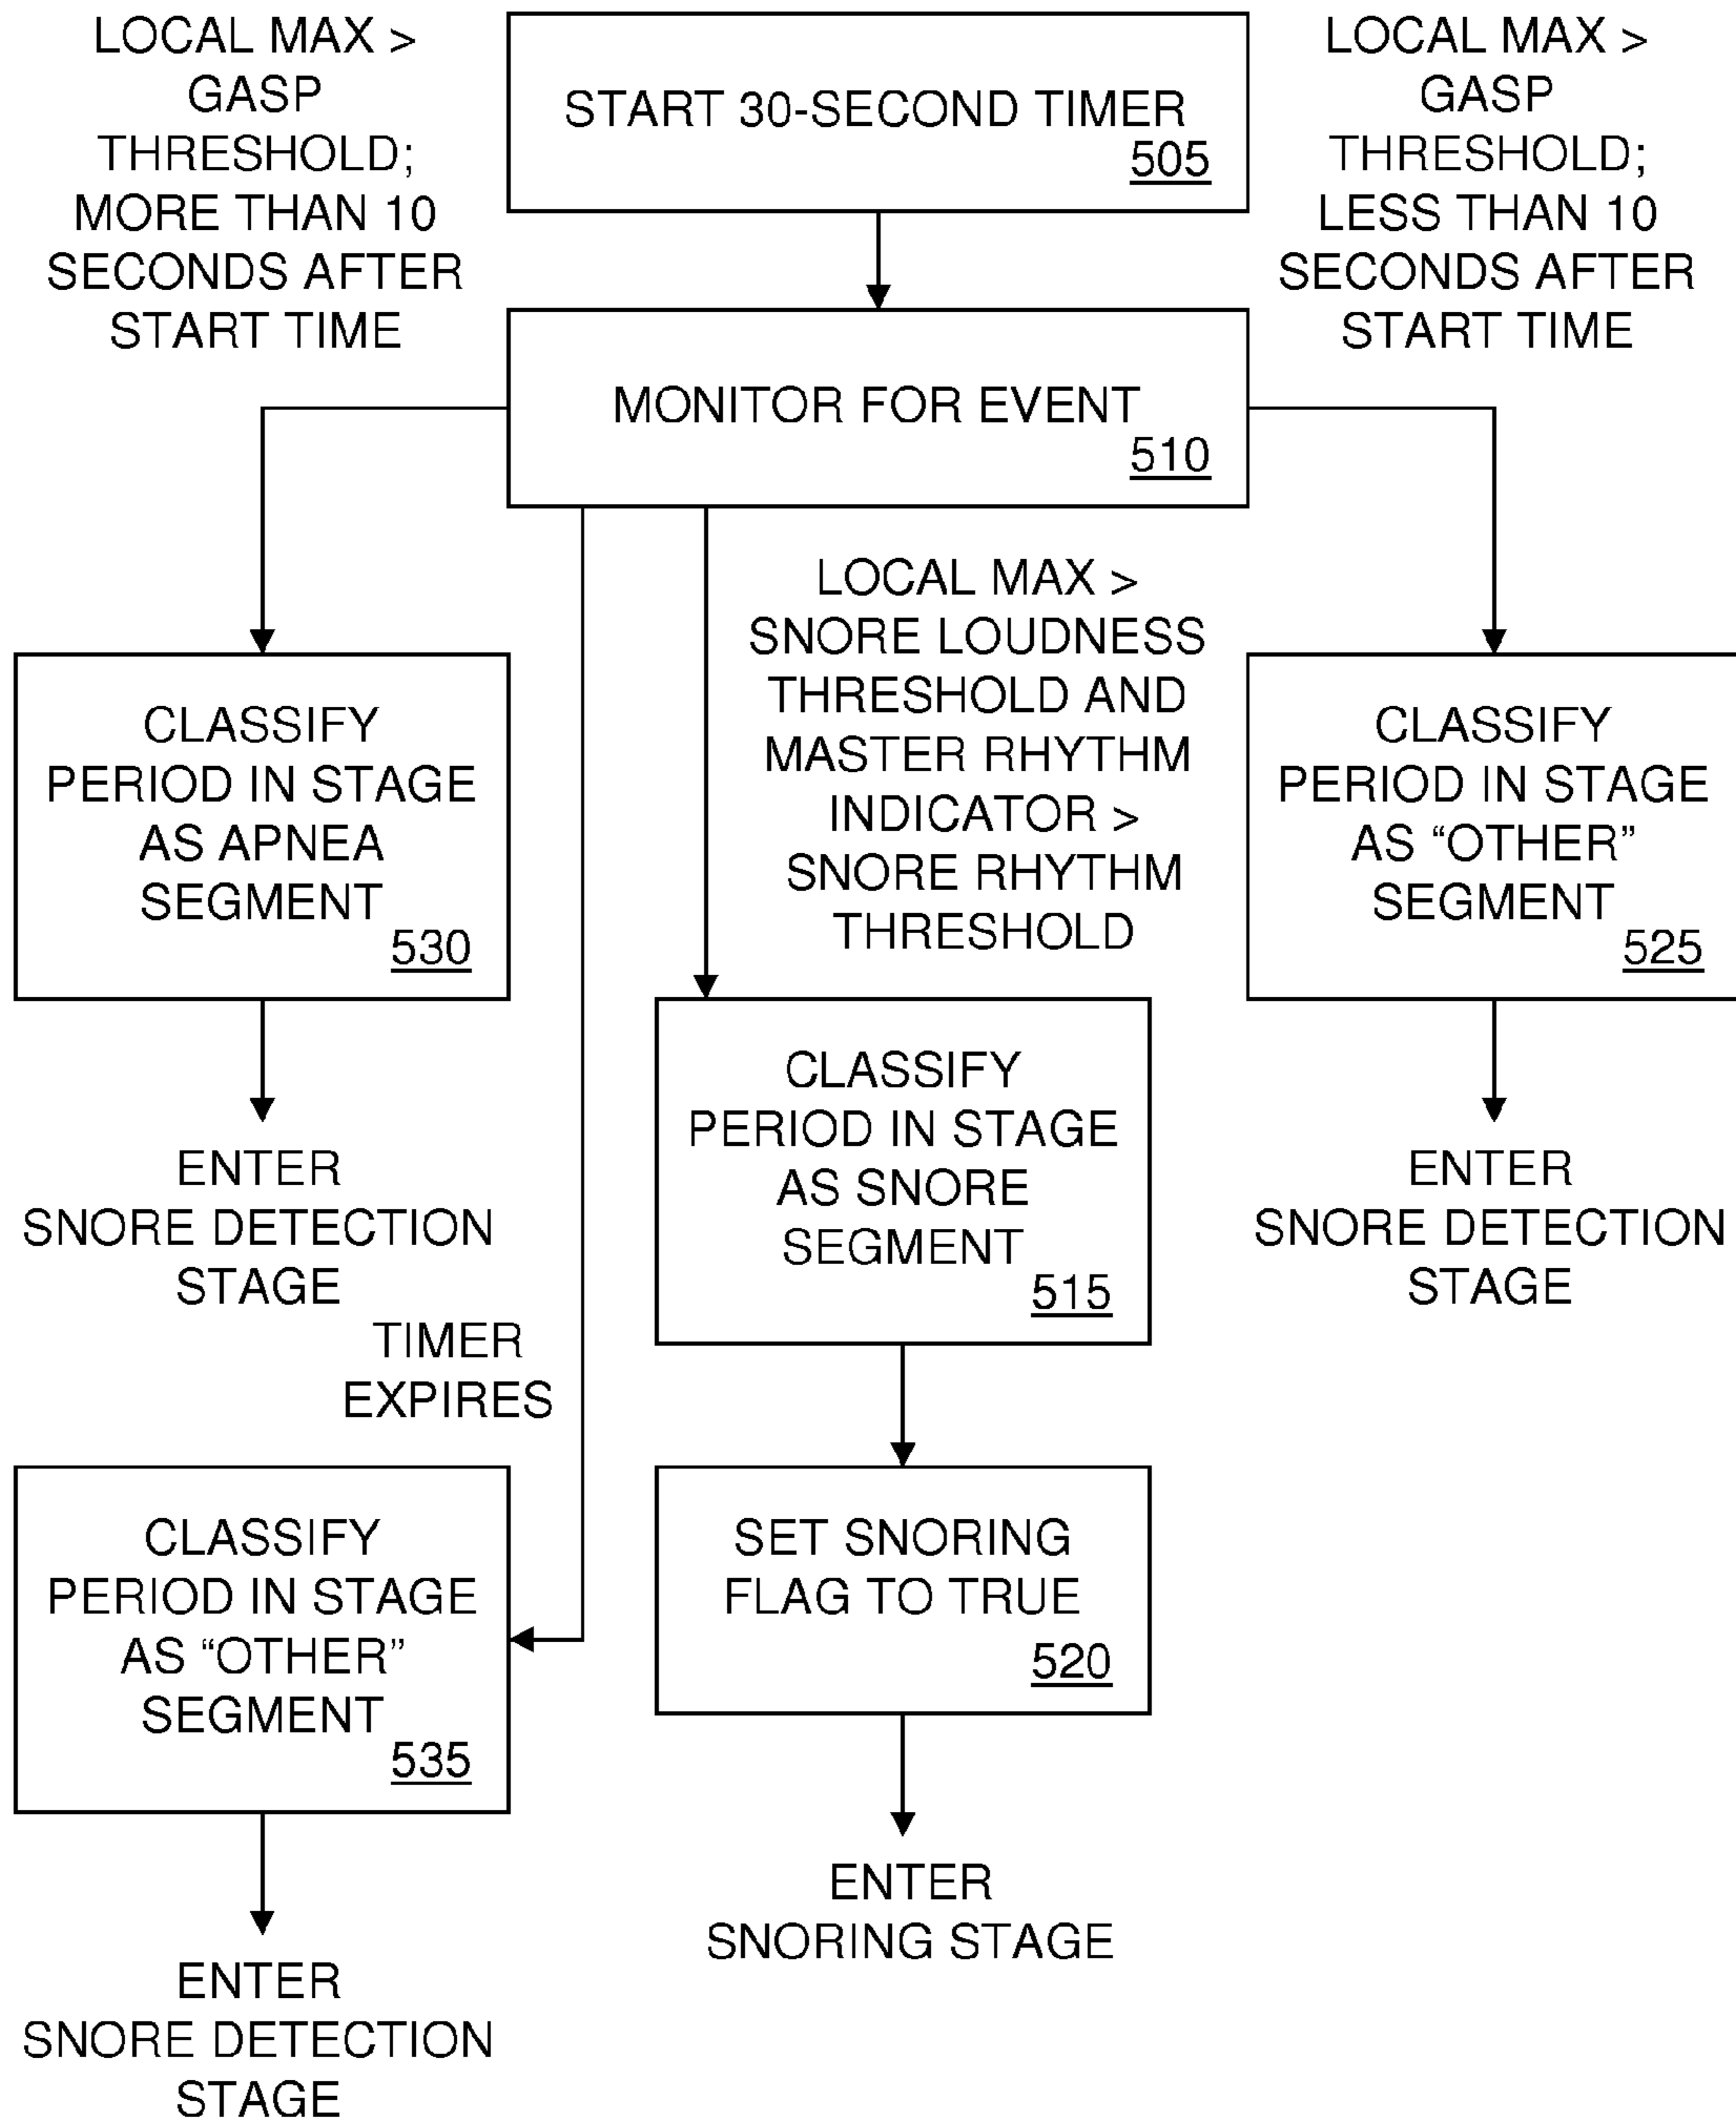 LOCAL MAX >
GASP
THRESHOLD;
MORE THAN 10
SECONDS AFTER
START TIME
START 30-SECOND TIMER
505
LOCAL MAX >
GASP
THRESHOLD;
LESS THAN 10
SECONDS AFTER
START TIME
MONITOR FOR EVENT
510
LOCAL MAX >
SNORE LOUDNESS
THRESHOLD AND
MASTER RHYTHM
INDICATOR >
SNORE RHYTHM
THRESHOLD
CLASSIFY
PERIOD IN STAGE
AS APNEA
SEGMENT
530
CLASSIFY
PERIOD IN STAGE
AS “OTHER”
SEGMENT
525
ENTER
SNORE DETECTION
STAGE
CLASSIFY
PERIOD IN STAGE
AS SNORE
SEGMENT
515
ENTER
SNORE DETECTION
STAGE
TIMER
EXPIRES
CLASSIFY
PERIOD IN STAGE
AS “OTHER”
SEGMENT
535
SET SNORING
FLAG TO TRUE
520
ENTER
SNORING STAGE
ENTER
SNORE DETECTION
STAGE